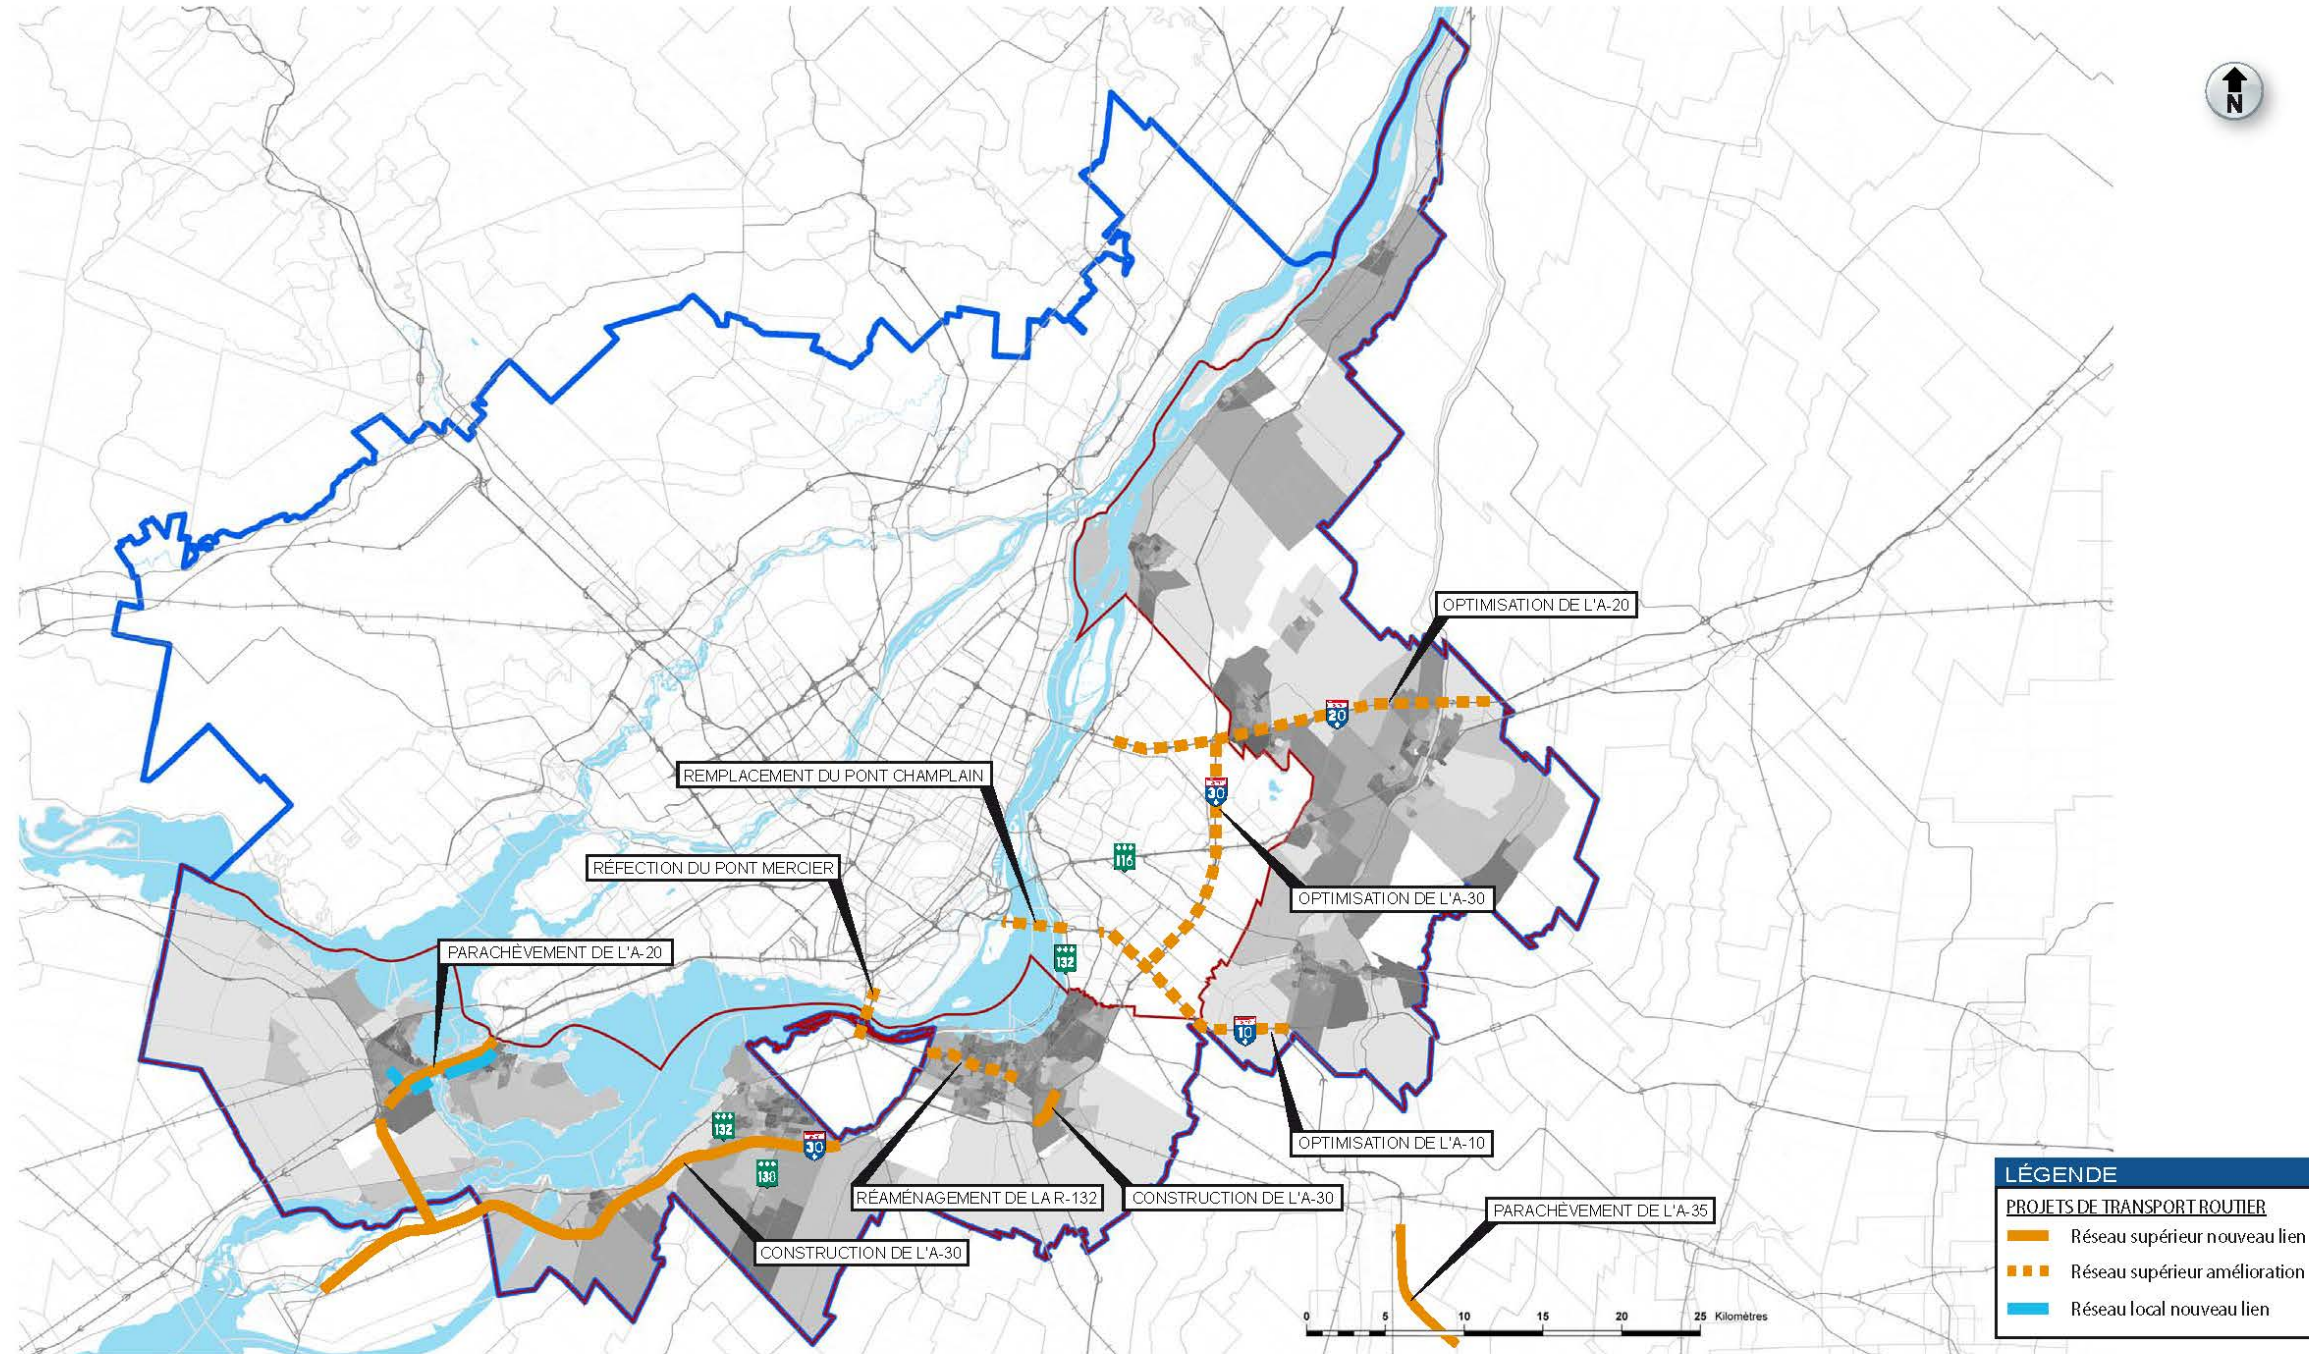 N
OPTIMISATION DE L'A-20
20
REMPLACEMENT DU PONT CHAMPLAIN
30
RÉFECTION DU PONT MERCIER
116
OPTIMISATION DE L'A-30
PARACHÈVEMENT DE L'A-20
132
10
132
30
138
OPTIMISATION DE L'A-10
RÉAMÉNAGEMENT DE LA R-132
CONSTRUCTION DE L'A-30
PARACHÈVEMENT DE L'A-35
CONSTRUCTION DE L'A-30
0 5 10 15 20 25 Kilomètres
LÉGENDE
PROJETS DE TRANSPORT ROUTIER
Réseau supérieur nouveau lien
Réseau supérieur amélioration
Réseau local nouveau lien